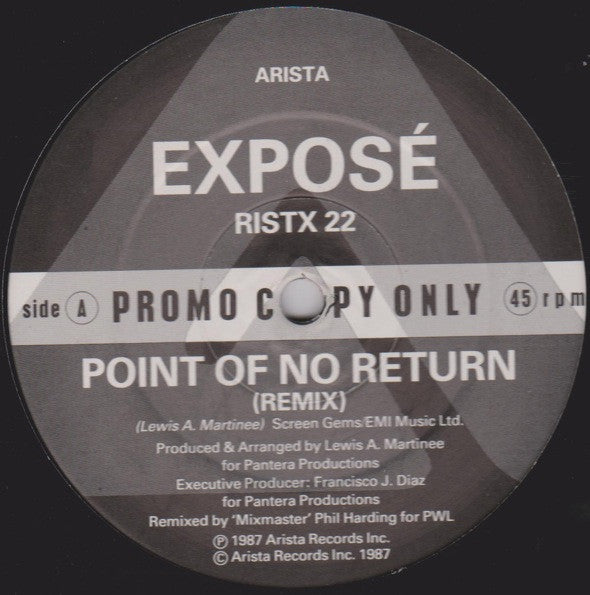 ARISTA
EXPOSÉ
RISTX 22
side A PROMO C PY ONLY 45 rpm
POINT OF NO RETURN
(REMIX)
(Lewis A. Martinee) Screen Gems/EMI Music Ltd.
Produced & Arranged by Lewis A. Martinee
for Pantera Productions
Executive Producer: Francisco J. Diaz
for Pantera Productions
Remixed by 'Mixmaster' Phil Harding for PWL
℗ 1987 Arista Records Inc.
© Arista Records Inc. 1987